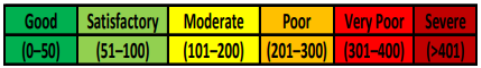 Good Satisfactory Moderate Poor Very Poor Severe
(0–50) (51–100) (101–200) (201–300) (301–400) (>401)